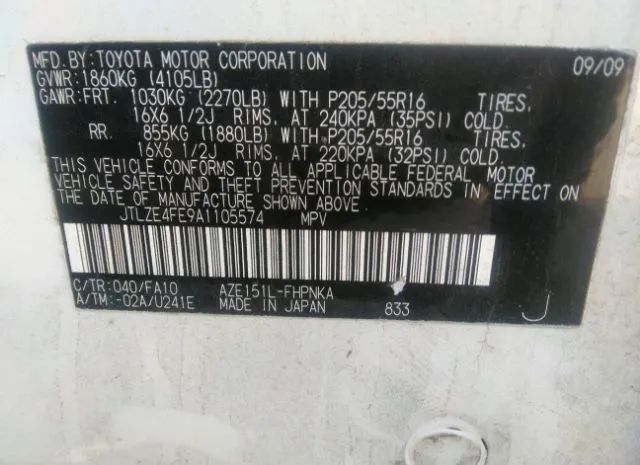 MFD.BY:TOYOTA MOTOR CORPORATION 09/09
GVWR:1860KG (4105LB)
GAWR:FRT. 1030KG (2270LB) WITH P205/55R16 TIRES.
16X6 1/2J RIMS. AT 240KPA (35PSI) COLD.
RR. 855KG (1880LB) WITH P205/55R16 TIRES.
16X6 1/2J RIMS. AT 220KPA (32PSI) COLD.
THIS VEHICLE CONFORMS TO ALL APPLICABLE FEDERAL MOTOR
VEHICLE SAFETY AND THEFT PREVENTION STANDARDS IN EFFECT ON
THE DATE OF MANUFACTURE SHOWN ABOVE.
JTLZE4FE9A1105574 MPV
C/TR:040/FA10 AZE151L-FHPNKA
A/TM:-02A/U241E MADE IN JAPAN 833 J